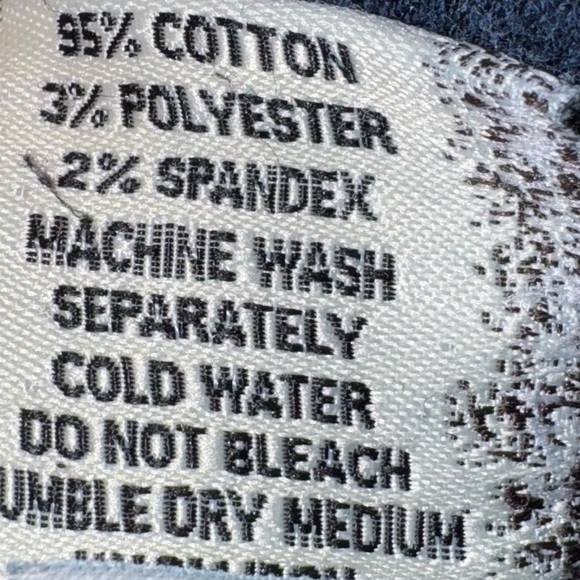 95% COTTON
3% POLYESTER
2% SPANDEX
MACHINE WASH
SEPARATELY
COLD WATER
DO NOT BLEACH
UMBLE DRY MEDIUM